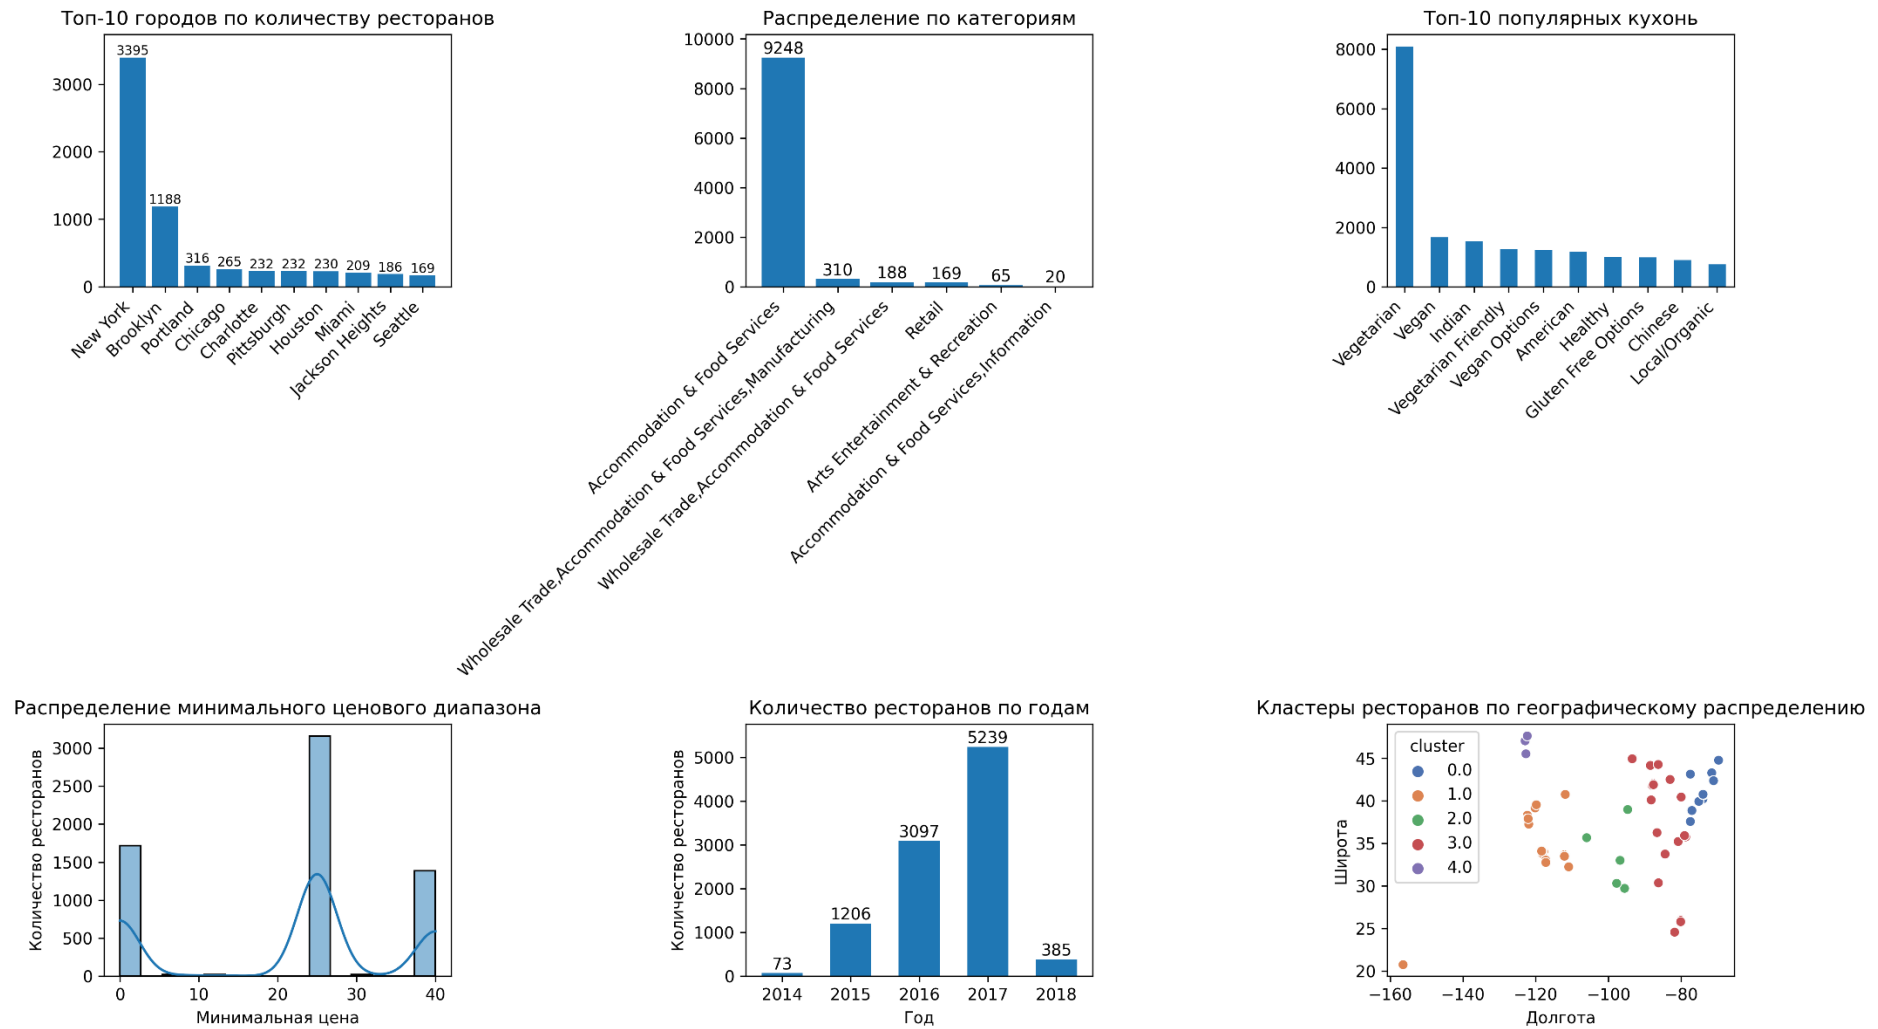 Топ-10 городов по количеству ресторанов
3000
2000
1000
0
3395
1188
316
265
232
232
230
209
186
169
New York
Brooklyn
Portland
Chicago
Charlotte
Pittsburgh
Houston
Miami
Jackson Heights
Seattle
Распределение по категориям
10000
8000
6000
4000
2000
0
9248
310
188
169
65
20
Accommodation & Food Services
Wholesale Trade,Accommodation & Food Services,Manufacturing
Wholesale Trade,Accommodation & Food Services
Retail
Arts Entertainment & Recreation
Accommodation & Food Services,Information
Топ-10 популярных кухонь
8000
6000
4000
2000
0
Vegetarian
Vegan
Indian
Vegetarian Friendly
Vegan Options
American
Healthy
Gluten Free Options
Chinese
Local/Organic
Распределение минимального ценового диапазона
Количество ресторанов
3000
2500
2000
1500
1000
500
0
0 10 20 30 40
Минимальная цена
Количество ресторанов по годам
Количество ресторанов
5000
4000
3000
2000
1000
0
73
1206
3097
5239
385
2014 2015 2016 2017 2018
Год
Кластеры ресторанов по географическому распределению
Широта
45
40
35
30
25
20
cluster
0.0
1.0
2.0
3.0
4.0
−160 −140 −120 −100 −80
Долгота